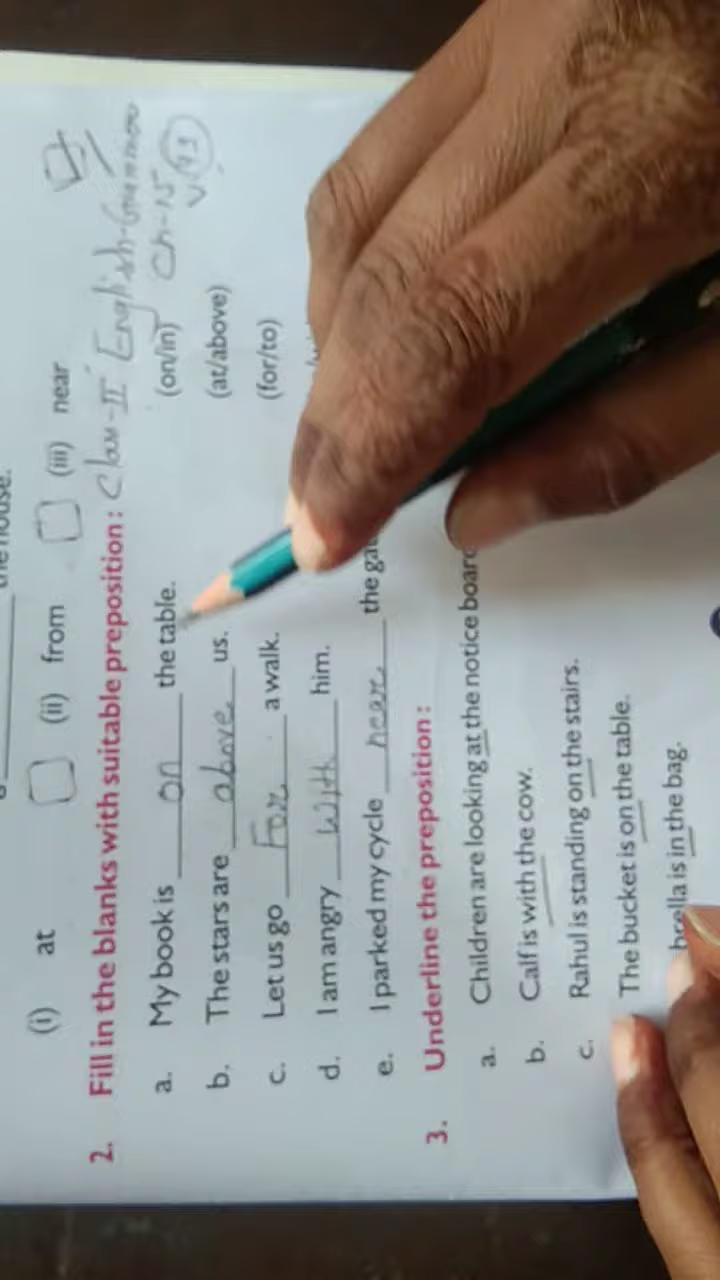 the house.
(i) at (ii) from (iii) near
2. Fill in the blanks with suitable preposition : Class-II English-Grammar
Ch-15
a. My book is on the table. (on/in)
b. The stars are above us. (at/above)
c. Let us go For a walk. (for/to)
d. I am angry with him.
e. I parked my cycle near the
3. Underline the preposition :
a. Children are looking at the notice board
b. Calf is with the cow.
c. Rahul is standing on the stairs.
The bucket is on the table.
brella is in the bag.